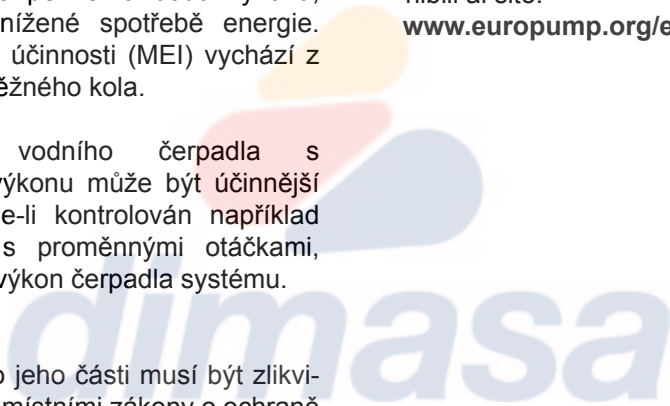 nížené spotřebě energie.
účinnosti (MEI) vychází z
ěžného kola.
vodního čerpadla s
výkonu může být účinnější
e-li kontrolován například
s proměnnými otáčkami,
výkon čerpadla systému.
o jeho části musí být zlikvi-
místními zákony o ochraně
www.europump.org/e
dimasa